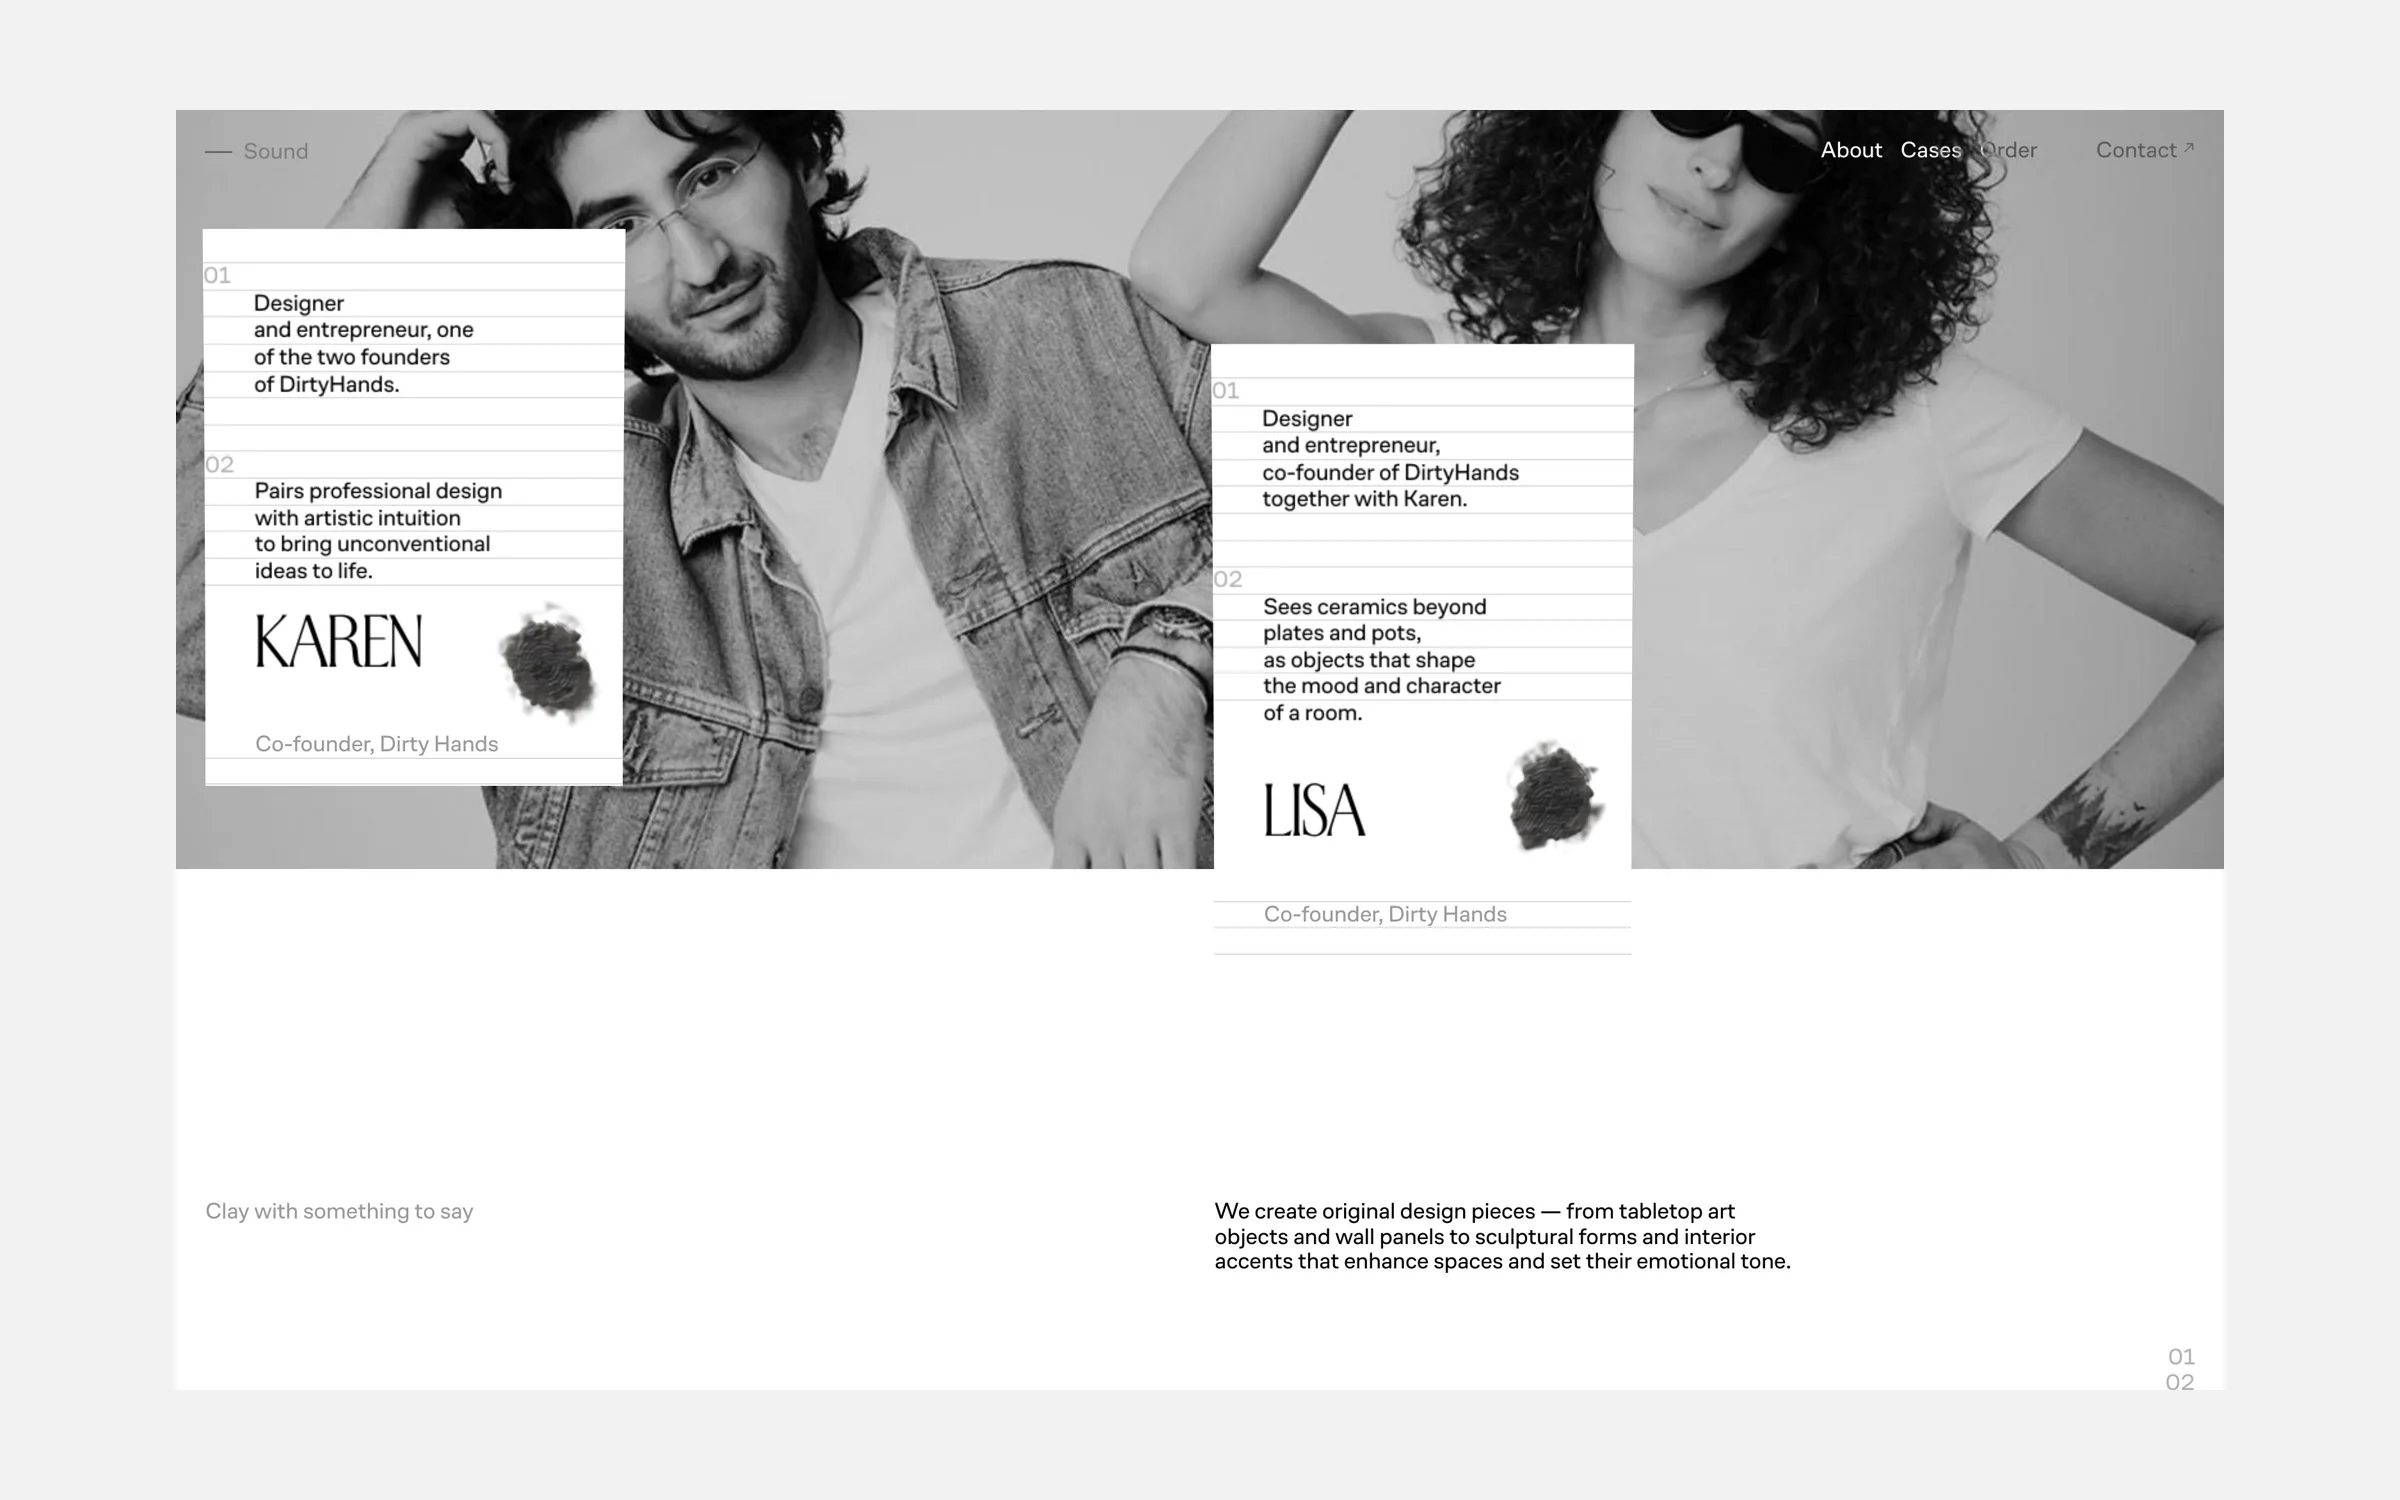 — Sound
About Cases Order Contact ↗
01
Designer
and entrepreneur, one
of the two founders
of DirtyHands.
02
Pairs professional design
with artistic intuition
to bring unconventional
ideas to life.
KAREN
Co-founder, Dirty Hands
01
Designer
and entrepreneur,
co-founder of DirtyHands
together with Karen.
02
Sees ceramics beyond
plates and pots,
as objects that shape
the mood and character
of a room.
LISA
Co-founder, Dirty Hands
Clay with something to say
We create original design pieces — from tabletop art
objects and wall panels to sculptural forms and interior
accents that enhance spaces and set their emotional tone.
01
02